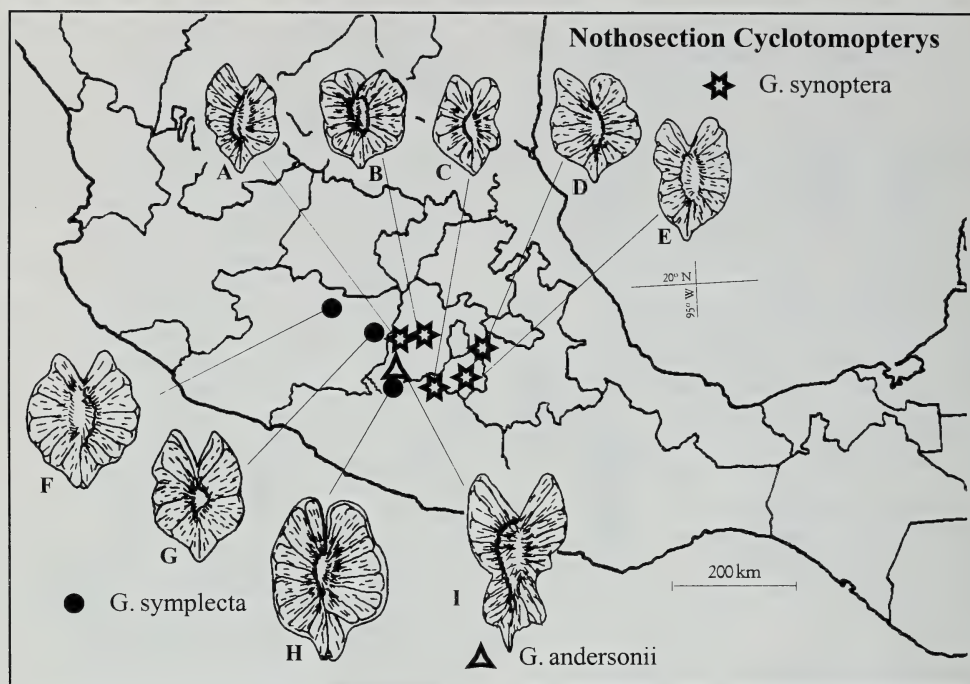 Nothosection Cyclotomopterys
G. synoptera
A
B
C
D
E
20° N
95° W
F
G
H
I
200 km
G. symplecta
G. andersonii